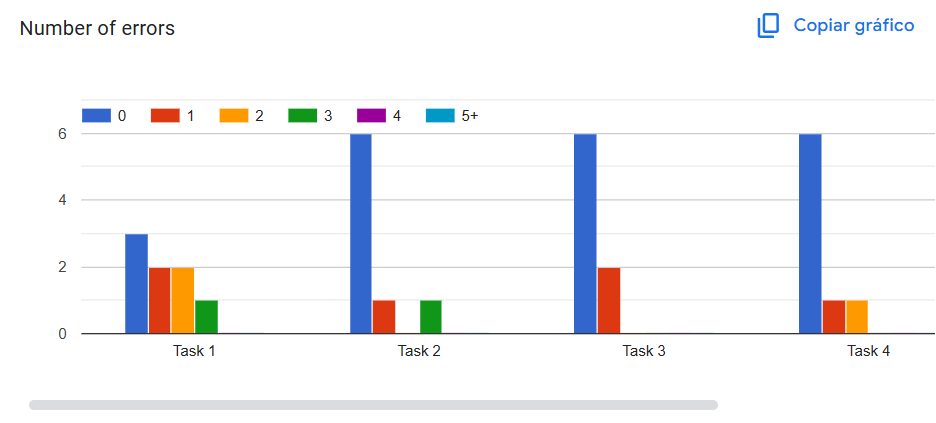 Number of errors
Copiar gráfico
0 1 2 3 4 5+
6
4
2
0
Task 1 Task 2 Task 3 Task 4